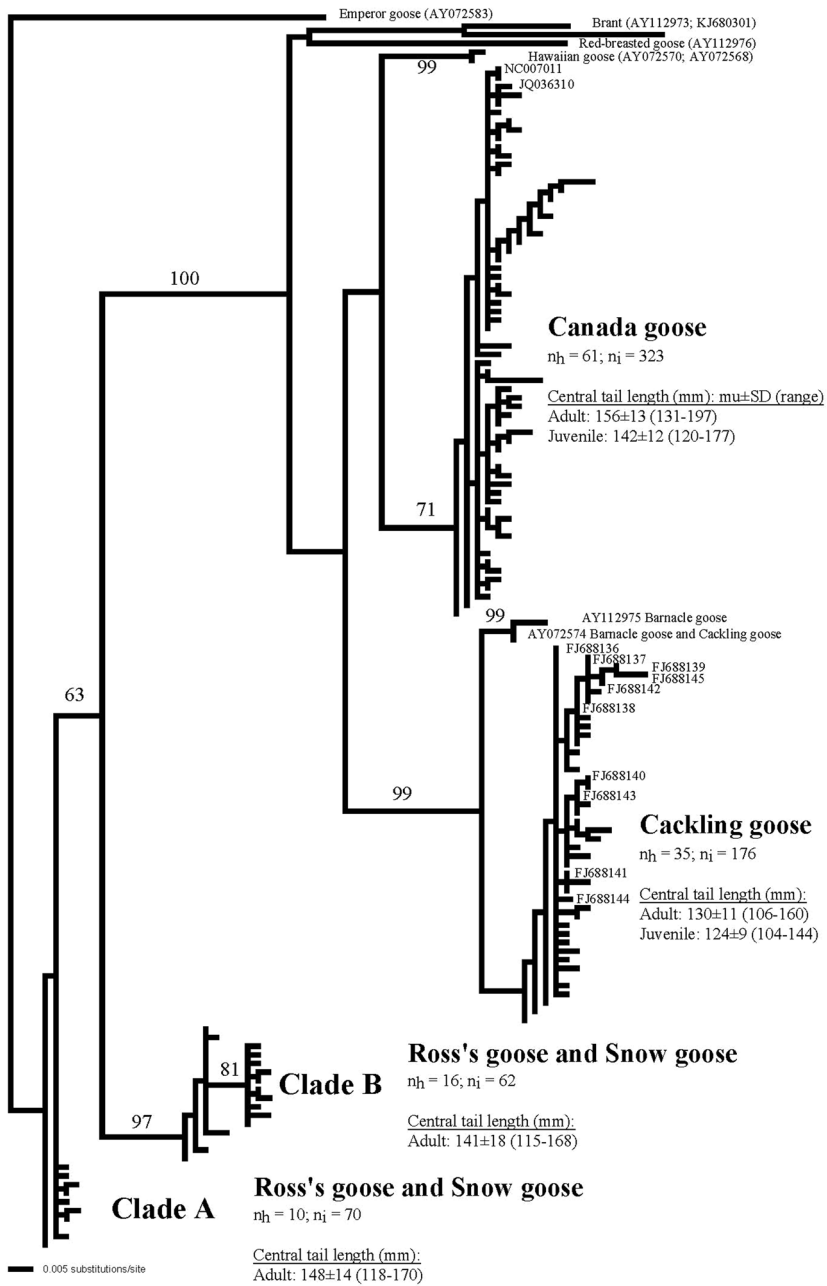 Emperor goose (AY072583)
Brant (AY112973; KJ680301)
Red-breasted goose (AY112976)
Hawaiian goose (AY072570; AY072568)
99
NC007011
JQ036310
100
Canada goose
nh = 61; ni = 323
Central tail length (mm): mu±SD (range)
Adult: 156±13 (131-197)
Juvenile: 142±12 (120-177)
71
99
AY112975 Barnacle goose
AY072574 Barnacle goose and Cackling goose
FJ688136
FJ688137
FJ688139
FJ688145
FJ688142
63
FJ688138
FJ688140
99
FJ688143
Cackling goose
nh = 35; ni = 176
FJ688141
FJ688144
Central tail length (mm):
Adult: 130±11 (106-160)
Juvenile: 124±9 (104-144)
81
Clade B
Ross's goose and Snow goose
nh = 16; ni = 62
97
Central tail length (mm):
Adult: 141±18 (115-168)
Clade A
Ross's goose and Snow goose
nh = 10; ni = 70
Central tail length (mm):
Adult: 148±14 (118-170)
0.005 substitutions/site